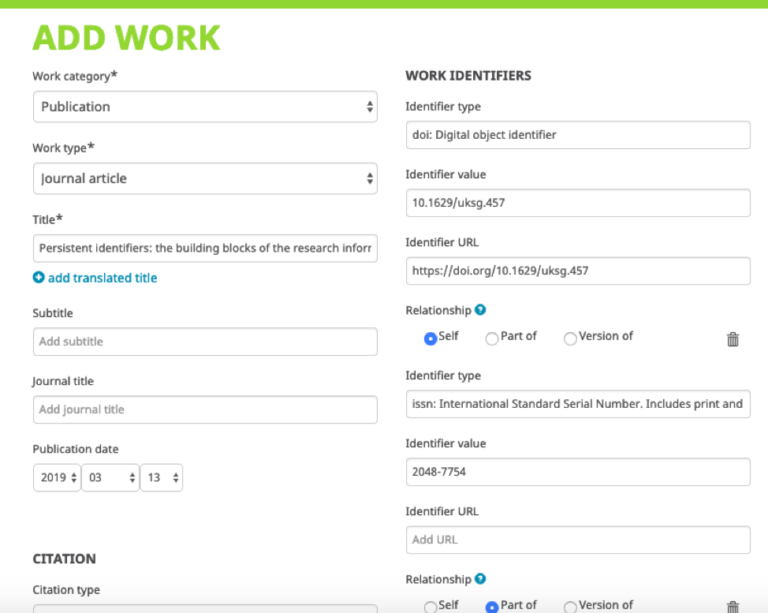 ADD WORK
Work category*
Publication
Work type*
Journal article
Title*
Persistent identifiers: the building blocks of the research inforr
add translated title
Subtitle
Add subtitle
Journal title
Add journal title
Publication date
2019 03 13
CITATION
Citation type
WORK IDENTIFIERS
Identifier type
doi: Digital object identifier
Identifier value
10.1629/uksg.457
Identifier URL
https://doi.org/10.1629/uksg.457
Relationship
Self Part of Version of
Identifier type
issn: International Standard Serial Number. Includes print and
Identifier value
2048-7754
Identifier URL
Add URL
Relationship
Self Part of Version of